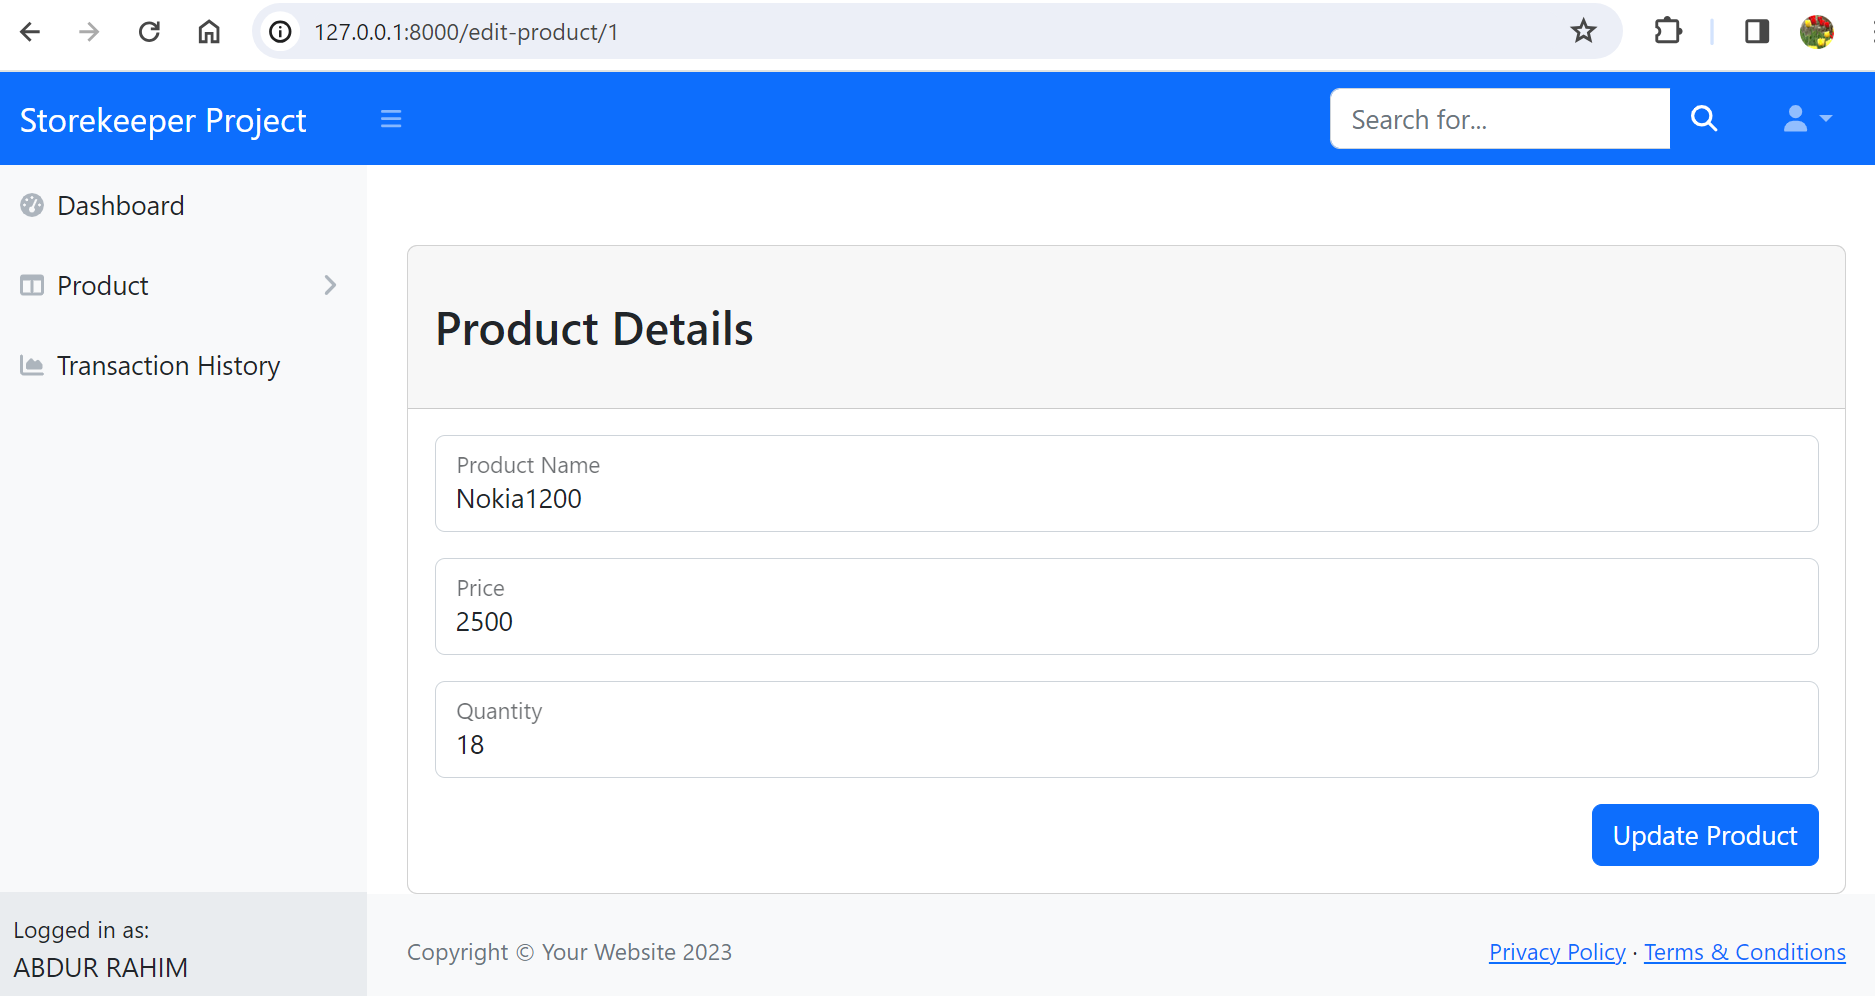 127.0.0.1:8000/edit-product/1
Storekeeper Project
Search for...
Dashboard
Product
Transaction History
Product Details
Product Name
Nokia1200
Price
2500
Quantity
18
Update Product
Logged in as:
ABDUR RAHIM
Copyright © Your Website 2023
Privacy Policy · Terms & Conditions